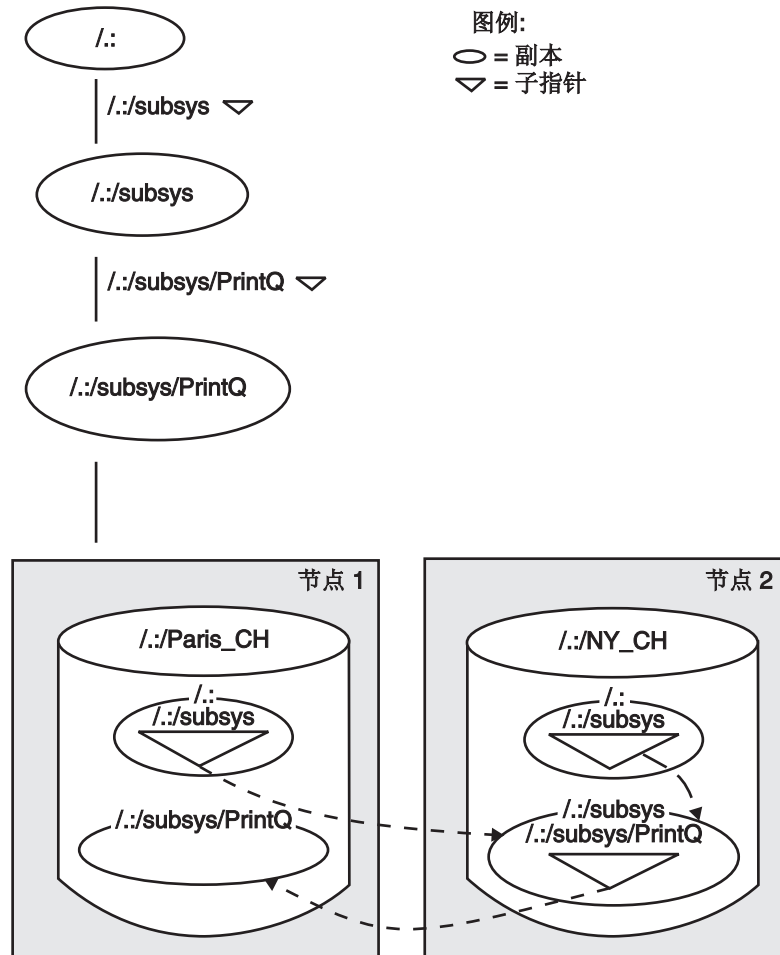 /.:
图例:
= 副本
= 子指针
/.:/subsys
/.:/subsys
/.:/subsys/PrintQ
/.:/subsys/PrintQ
节点 1
/.:/Paris_CH
/.:
/.:/subsys
/.:/subsys/PrintQ
节点 2
/.:/NY_CH
/.:
/.:/subsys
/.:/subsys
/.:/subsys/PrintQ